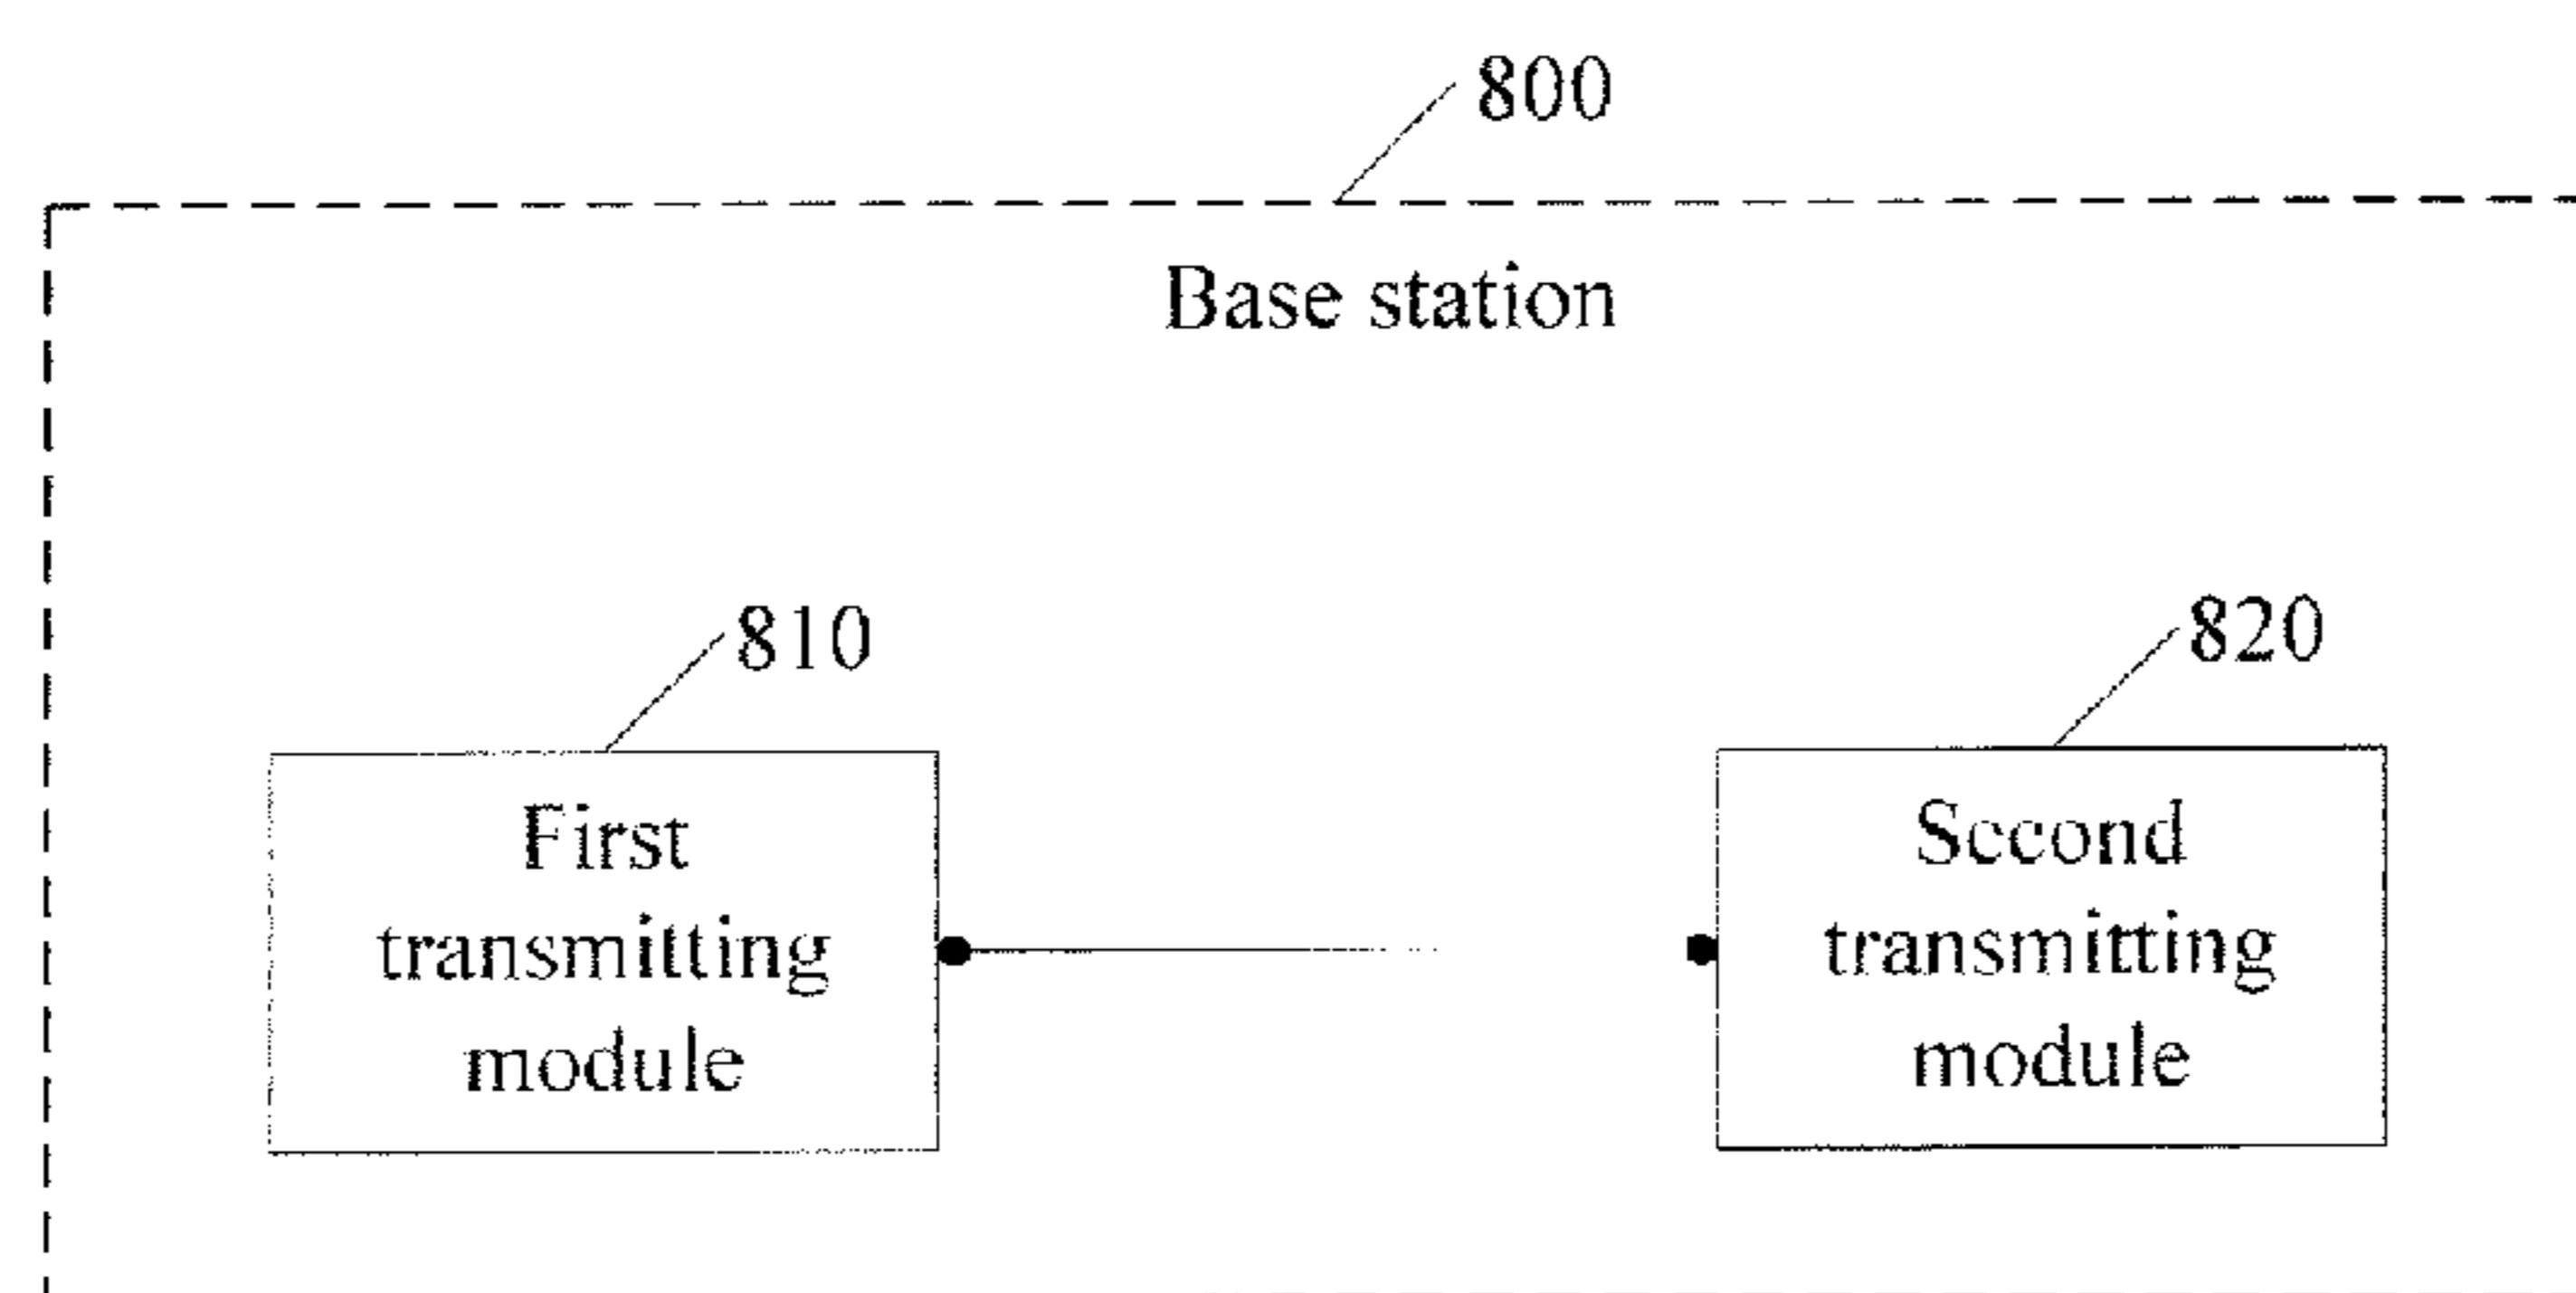 800
Base station
810
820
First
transmitting
module
Second
transmitting
module